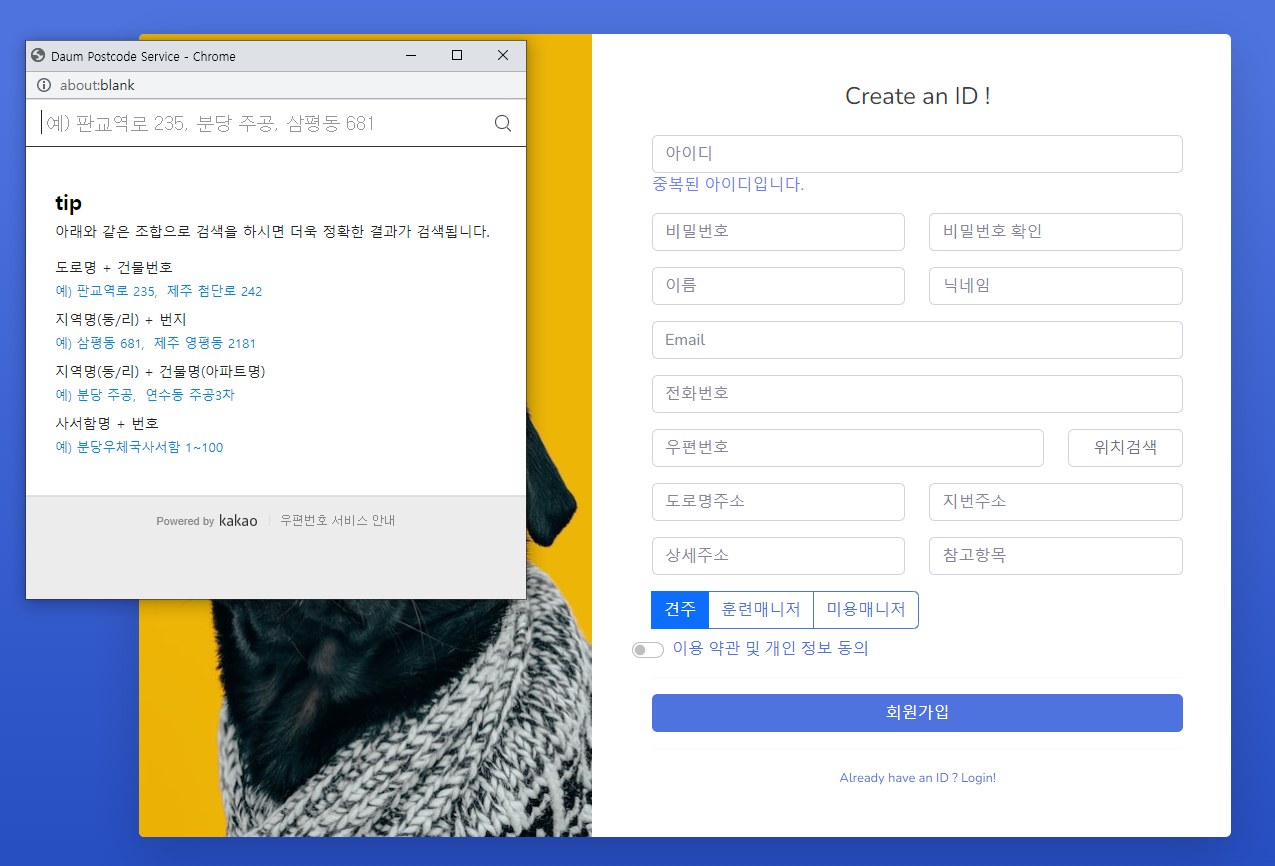 Daum Postcode Service - Chrome
about:blank
예) 판교역로 235, 분당 주공, 삼평동 681
tip
아래와 같은 조합으로 검색을 하시면 더욱 정확한 결과가 검색됩니다.
도로명 + 건물번호
예) 판교역로 235, 제주 첨단로 242
지역명(동/리) + 번지
예) 삼평동 681, 제주 영평동 2181
지역명(동/리) + 건물명(아파트명)
예) 분당 주공, 연수동 주공3차
사서함명 + 번호
예) 분당우체국사서함 1~100
Powered by kakao 우편번호 서비스 안내
Create an ID !
아이디
중복된 아이디입니다.
비밀번호 비밀번호 확인
이름 닉네임
Email
전화번호
우편번호 위치검색
도로명주소 지번주소
상세주소 참고항목
견주 훈련매니저 미용매니저
이용 약관 및 개인 정보 동의
회원가입
Already have an ID ? Login!